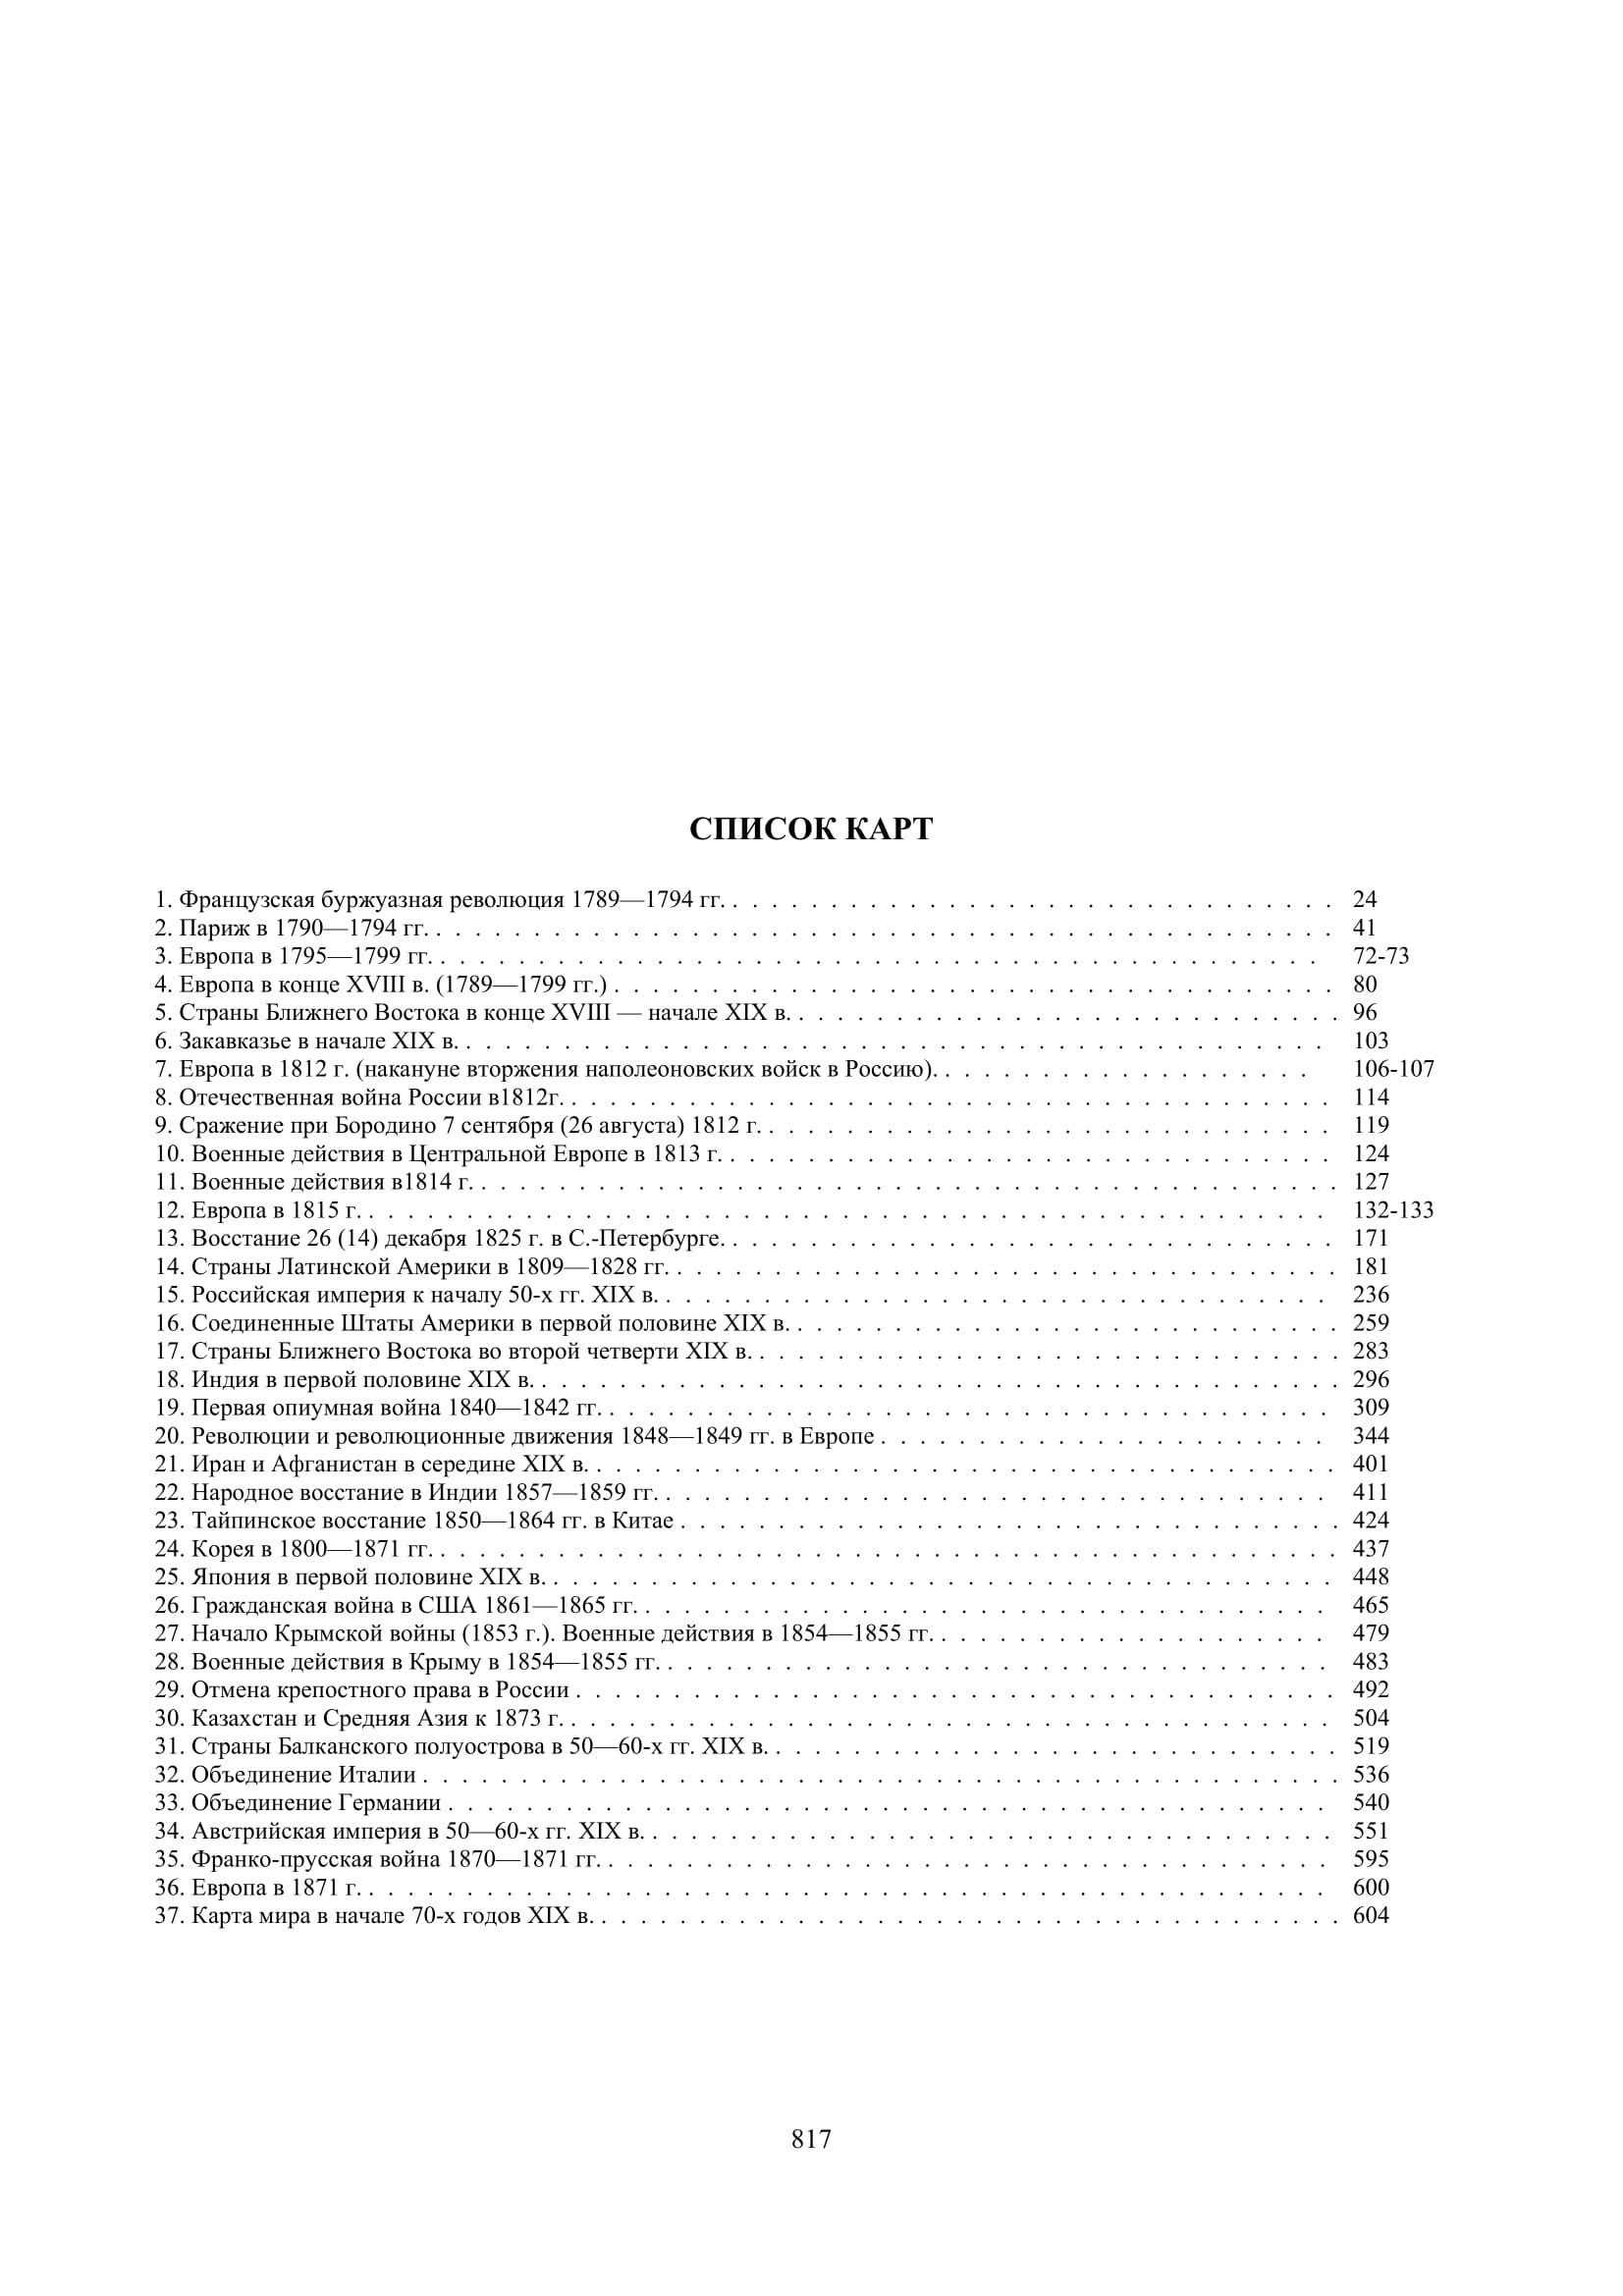 СПИСОК КАРТ
1. Французская буржуазная революция 1789—1794 гг. . . . . . . . . . . . . . . . . . . . . . . . . . . . . . . . 24
2. Париж в 1790—1794 гг. . . . . . . . . . . . . . . . . . . . . . . . . . . . . . . . . . . . . . . . . . . . . . . 41
3. Европа в 1795—1799 гг. . . . . . . . . . . . . . . . . . . . . . . . . . . . . . . . . . . . . . . . . . . . . . 72-73
4. Европа в конце XVIII в. (1789—1799 гг.) . . . . . . . . . . . . . . . . . . . . . . . . . . . . . . . . . . . . . 80
5. Страны Ближнего Востока в конце XVIII — начале XIX в. . . . . . . . . . . . . . . . . . . . . . . . . . . . . 96
6. Закавказье в начале XIX в. . . . . . . . . . . . . . . . . . . . . . . . . . . . . . . . . . . . . . . . . . . . . 103
7. Европа в 1812 г. (накануне вторжения наполеоновских войск в Россию). . . . . . . . . . . . . . . . . . . . 106-107
8. Отечественная война России в1812г. . . . . . . . . . . . . . . . . . . . . . . . . . . . . . . . . . . . . . . . 114
9. Сражение при Бородино 7 сентября (26 августа) 1812 г. . . . . . . . . . . . . . . . . . . . . . . . . . . . . . 119
10. Военные действия в Центральной Европе в 1813 г. . . . . . . . . . . . . . . . . . . . . . . . . . . . . . . . 124
11. Военные действия в1814 г. . . . . . . . . . . . . . . . . . . . . . . . . . . . . . . . . . . . . . . . . . . . . 127
12. Европа в 1815 г. . . . . . . . . . . . . . . . . . . . . . . . . . . . . . . . . . . . . . . . . . . . . . . . . . 132-133
13. Восстание 26 (14) декабря 1825 г. в С.-Петербурге. . . . . . . . . . . . . . . . . . . . . . . . . . . . . . . . 171
14. Страны Латинской Америки в 1809—1828 гг. . . . . . . . . . . . . . . . . . . . . . . . . . . . . . . . . . . 181
15. Российская империя к началу 50-х гг. XIX в. . . . . . . . . . . . . . . . . . . . . . . . . . . . . . . . . . . 236
16. Соединенные Штаты Америки в первой половине XIX в. . . . . . . . . . . . . . . . . . . . . . . . . . . . . 259
17. Страны Ближнего Востока во второй четверти XIX в. . . . . . . . . . . . . . . . . . . . . . . . . . . . . . . 283
18. Индия в первой половине XIX в. . . . . . . . . . . . . . . . . . . . . . . . . . . . . . . . . . . . . . . . . . 296
19. Первая опиумная война 1840—1842 гг. . . . . . . . . . . . . . . . . . . . . . . . . . . . . . . . . . . . . . 309
20. Революции и революционные движения 1848—1849 гг. в Европе . . . . . . . . . . . . . . . . . . . . . . . 344
21. Иран и Афганистан в середине XIX в. . . . . . . . . . . . . . . . . . . . . . . . . . . . . . . . . . . . . . . 401
22. Народное восстание в Индии 1857—1859 гг. . . . . . . . . . . . . . . . . . . . . . . . . . . . . . . . . . . 411
23. Тайпинское восстание 1850—1864 гг. в Китае . . . . . . . . . . . . . . . . . . . . . . . . . . . . . . . . . . 424
24. Корея в 1800—1871 гг. . . . . . . . . . . . . . . . . . . . . . . . . . . . . . . . . . . . . . . . . . . . . . . 437
25. Япония в первой половине XIX в. . . . . . . . . . . . . . . . . . . . . . . . . . . . . . . . . . . . . . . . . 448
26. Гражданская война в США 1861—1865 гг. . . . . . . . . . . . . . . . . . . . . . . . . . . . . . . . . . . . 465
27. Начало Крымской войны (1853 г.). Военные действия в 1854—1855 гг. . . . . . . . . . . . . . . . . . . . . 479
28. Военные действия в Крыму в 1854—1855 гг. . . . . . . . . . . . . . . . . . . . . . . . . . . . . . . . . . . 483
29. Отмена крепостного права в России . . . . . . . . . . . . . . . . . . . . . . . . . . . . . . . . . . . . . . . 492
30. Казахстан и Средняя Азия к 1873 г. . . . . . . . . . . . . . . . . . . . . . . . . . . . . . . . . . . . . . . . 504
31. Страны Балканского полуострова в 50—60-х гг. XIX в. . . . . . . . . . . . . . . . . . . . . . . . . . . . . . 519
32. Объединение Италии . . . . . . . . . . . . . . . . . . . . . . . . . . . . . . . . . . . . . . . . . . . . . . . 536
33. Объединение Германии . . . . . . . . . . . . . . . . . . . . . . . . . . . . . . . . . . . . . . . . . . . . . 540
34. Австрийская империя в 50—60-х гг. XIX в. . . . . . . . . . . . . . . . . . . . . . . . . . . . . . . . . . . . 551
35. Франко-прусская война 1870—1871 гг. . . . . . . . . . . . . . . . . . . . . . . . . . . . . . . . . . . . . . 595
36. Европа в 1871 г. . . . . . . . . . . . . . . . . . . . . . . . . . . . . . . . . . . . . . . . . . . . . . . . . . 600
37. Карта мира в начале 70-х годов XIX в. . . . . . . . . . . . . . . . . . . . . . . . . . . . . . . . . . . . . . . 604
817